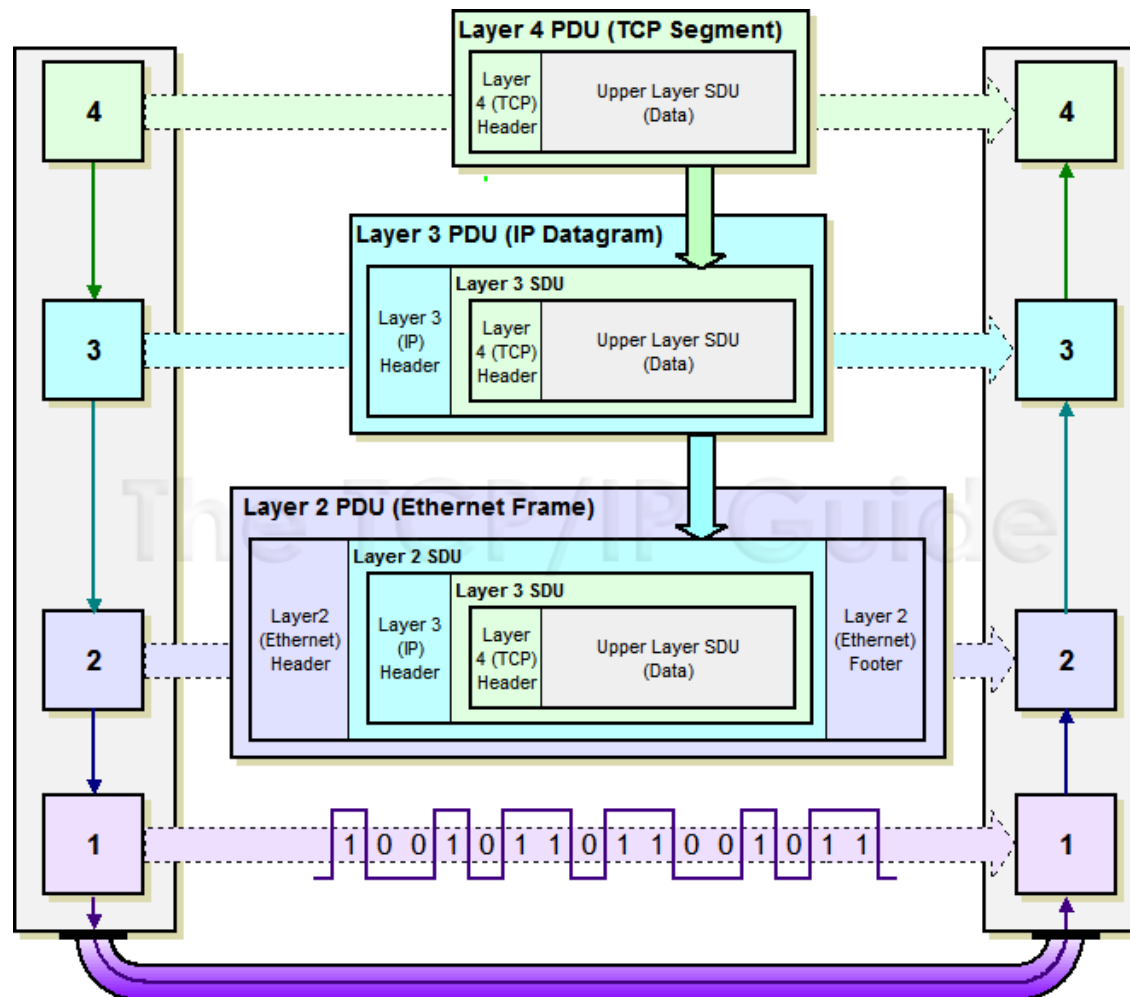 Layer 4 PDU (TCP Segment)
4
Layer
4 (TCP)
Header
Upper Layer SDU
(Data)
4
Layer 3 PDU (IP Datagram)
3
Layer 3
(IP)
Header
Layer 3 SDU
Layer
4 (TCP)
Header
Upper Layer SDU
(Data)
3
The TCP/IP Guide
Layer 2 PDU (Ethernet Frame)
2
Layer2
(Ethernet)
Header
Layer 2 SDU
Layer 3
(IP)
Header
Layer 3 SDU
Layer
4 (TCP)
Header
Upper Layer SDU
(Data)
Layer 2
(Ethernet)
Footer
2
1
1 0 0 1 0 1 1 0 1 1 0 0 1 0 1 1
1